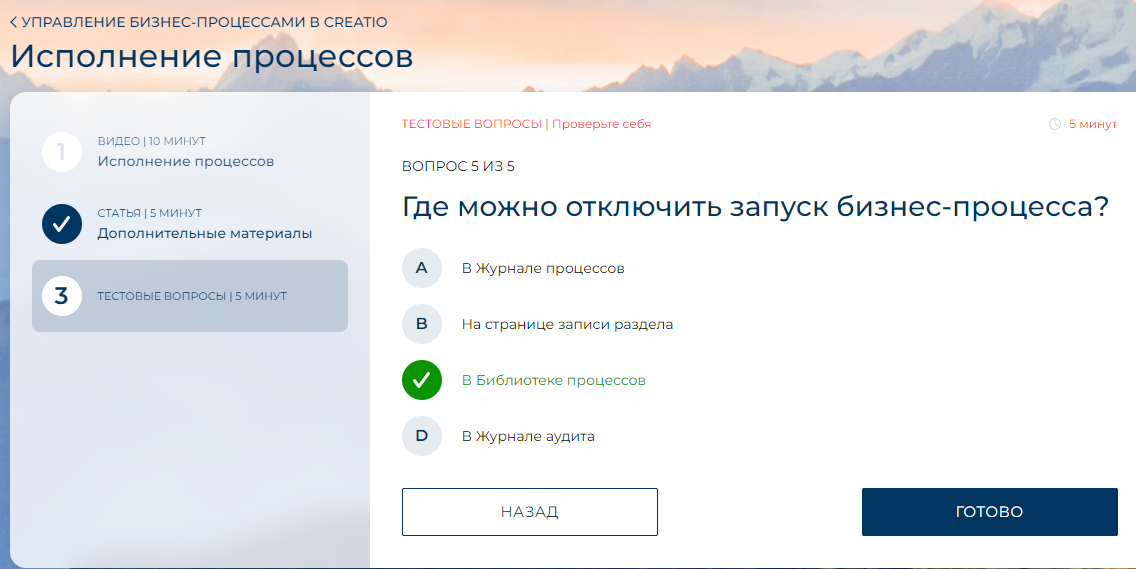 УПРАВЛЕНИЕ БИЗНЕС-ПРОЦЕССАМИ В CREATIO
Исполнение процессов
1
ВИДЕО | 10 МИНУТ
Исполнение процессов
СТАТЬЯ | 5 МИНУТ
Дополнительные материалы
3
ТЕСТОВЫЕ ВОПРОСЫ | 5 МИНУТ
ТЕСТОВЫЕ ВОПРОСЫ | Проверьте себя
5 минут
ВОПРОС 5 ИЗ 5
Где можно отключить запуск бизнес-процесса?
A В Журнале процессов
B На странице записи раздела
В Библиотеке процессов
D В Журнале аудита
НАЗАД
ГОТОВО